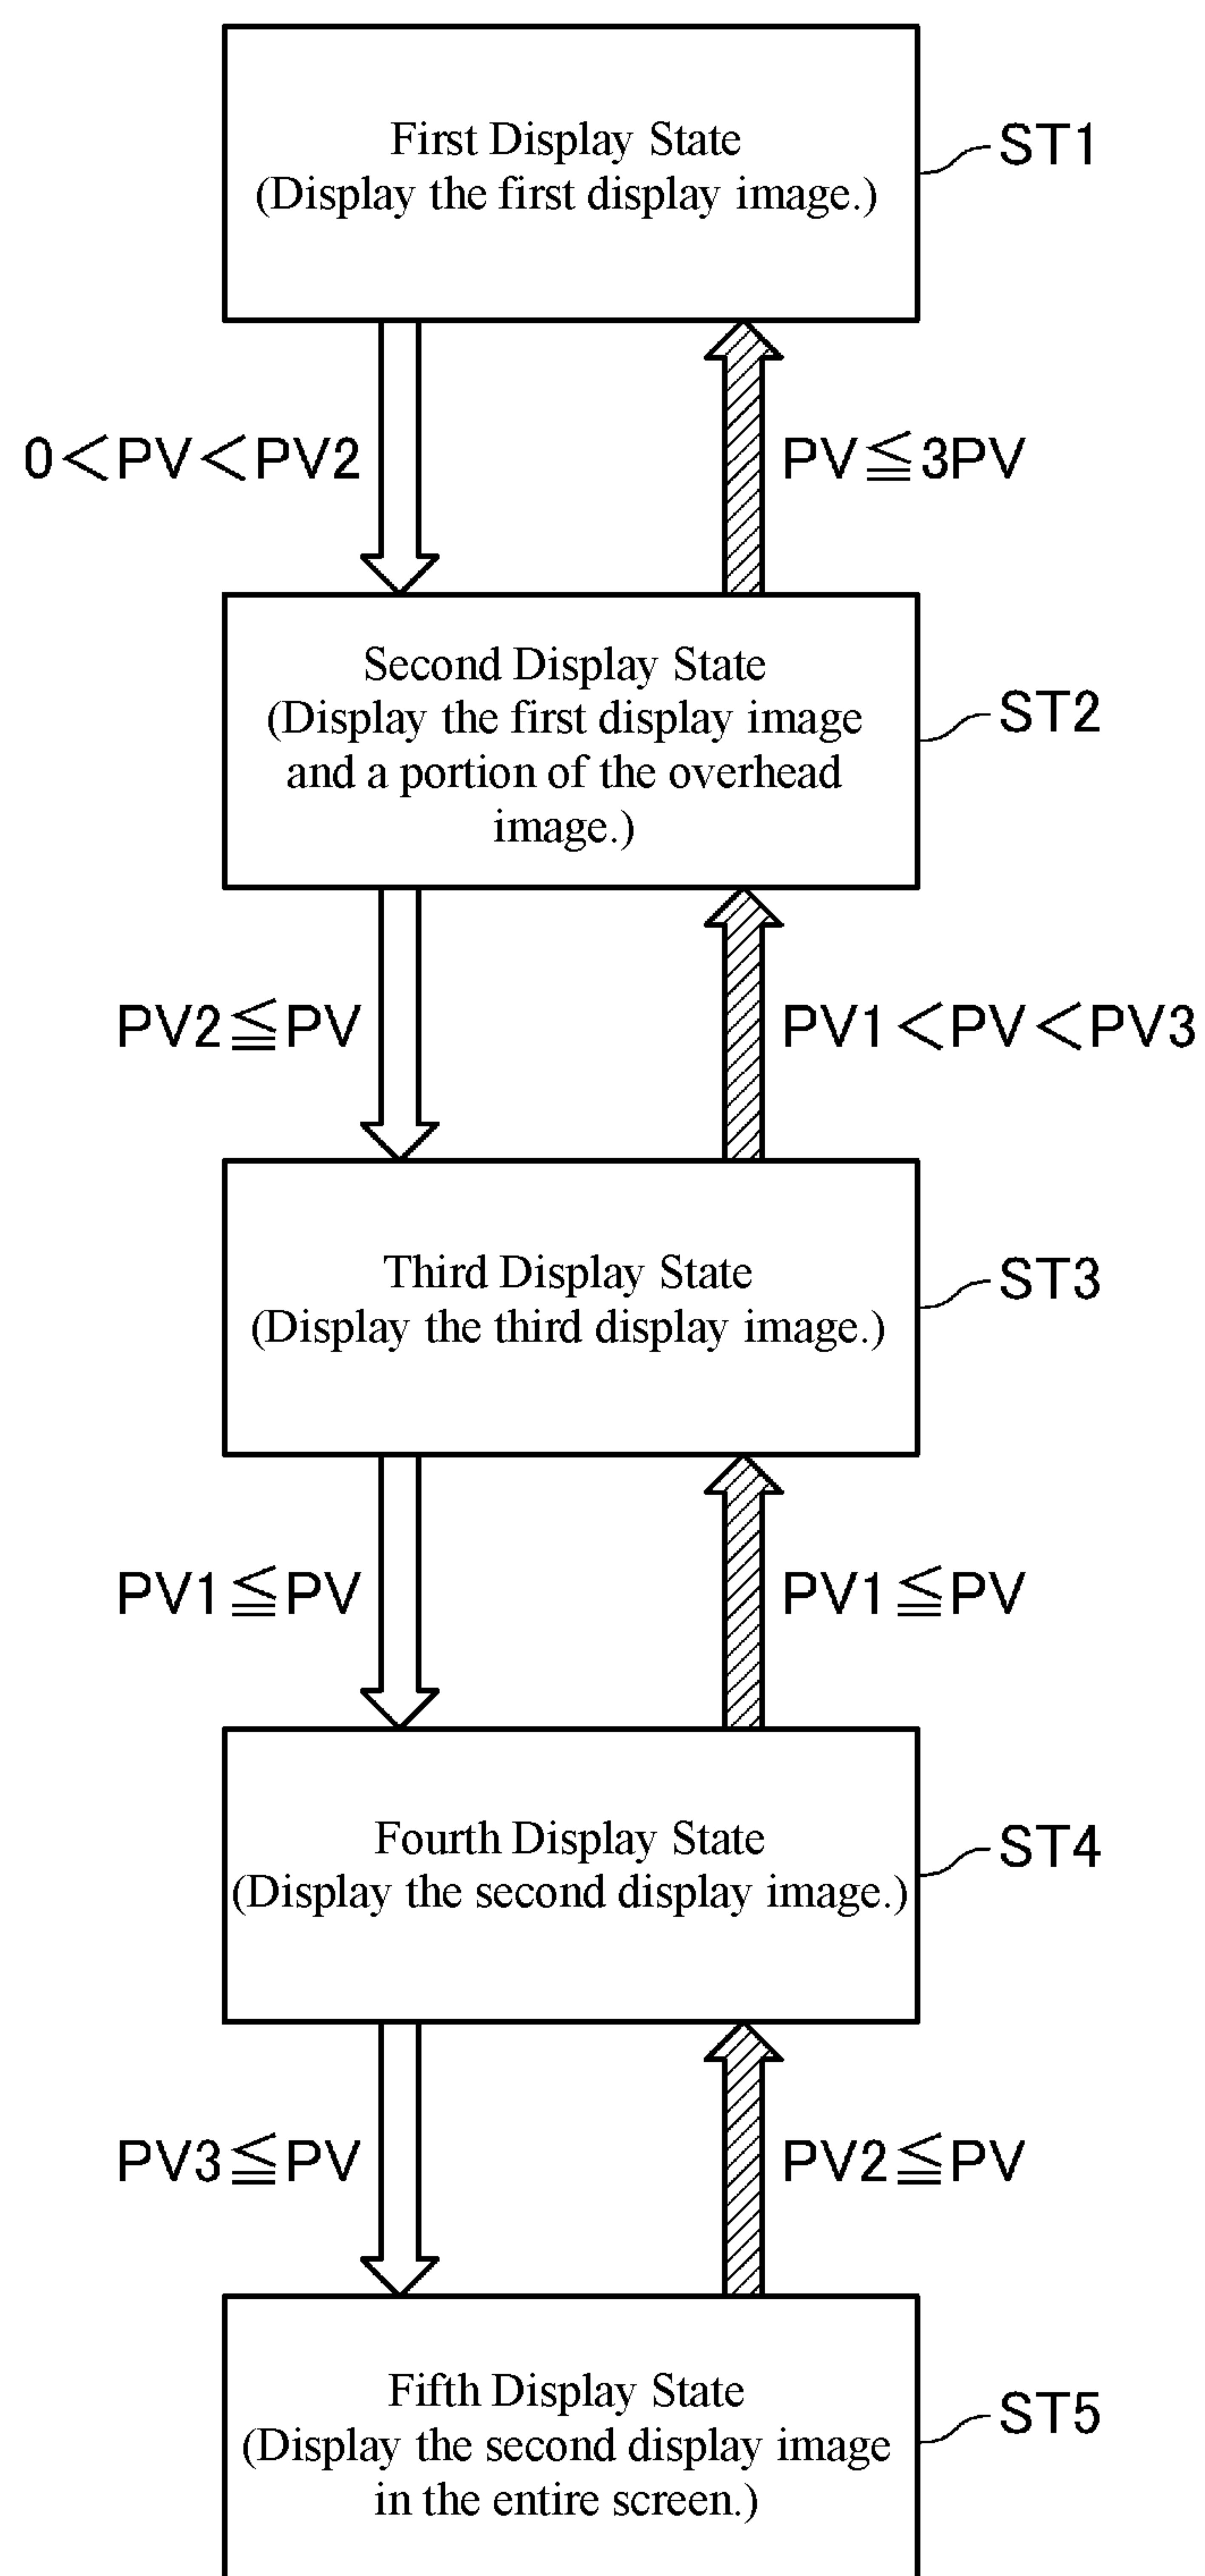 First Display State
(Display the first display image.)
ST1
0<PV<PV2
PV≦3PV
Second Display State
(Display the first display image
and a portion of the overhead
image.)
ST2
PV2≦PV
PV1<PV<PV3
Third Display State
(Display the third display image.)
ST3
PV1≦PV
PV1≦PV
Fourth Display State
(Display the second display image.)
ST4
PV3≦PV
PV2≦PV
Fifth Display State
(Display the second display image
in the entire screen.)
ST5